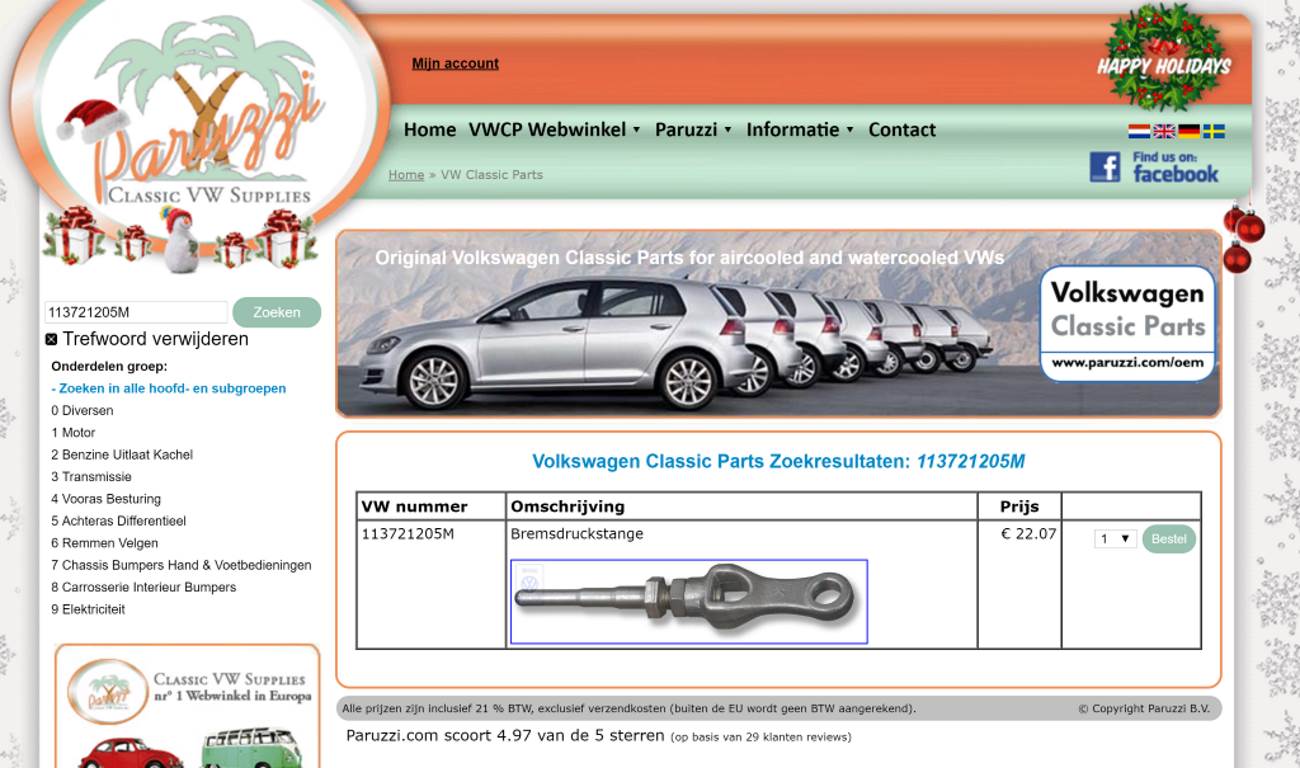 Mijn account
HAPPY HOLIDAYS
Paruzzi
CLASSIC VW SUPPLIES
Home VWCP Webwinkel Paruzzi Informatie Contact
Home » VW Classic Parts
Find us on:
facebook
Original Volkswagen Classic Parts for aircooled and watercooled VWs
Volkswagen
Classic Parts
www.paruzzi.com/oem
113721205M Zoeken
Trefwoord verwijderen
Onderdelen groep:
- Zoeken in alle hoofd- en subgroepen
0 Diversen
1 Motor
2 Benzine Uitlaat Kachel
3 Transmissie
4 Vooras Besturing
5 Achteras Differentieel
6 Remmen Velgen
7 Chassis Bumpers Hand & Voetbedieningen
8 Carrosserie Interieur Bumpers
9 Elektriciteit
CLASSIC VW SUPPLIES
nr° 1 Webwinkel in Europa
Volkswagen Classic Parts Zoekresultaten: 113721205M
VW nummer Omschrijving Prijs
113721205M Bremsdruckstange € 22.07 1 Bestel
Alle prijzen zijn inclusief 21 % BTW, exclusief verzendkosten (buiten de EU wordt geen BTW aangerekend). © Copyright Paruzzi B.V.
Paruzzi.com scoort 4.97 van de 5 sterren (op basis van 29 klanten reviews)